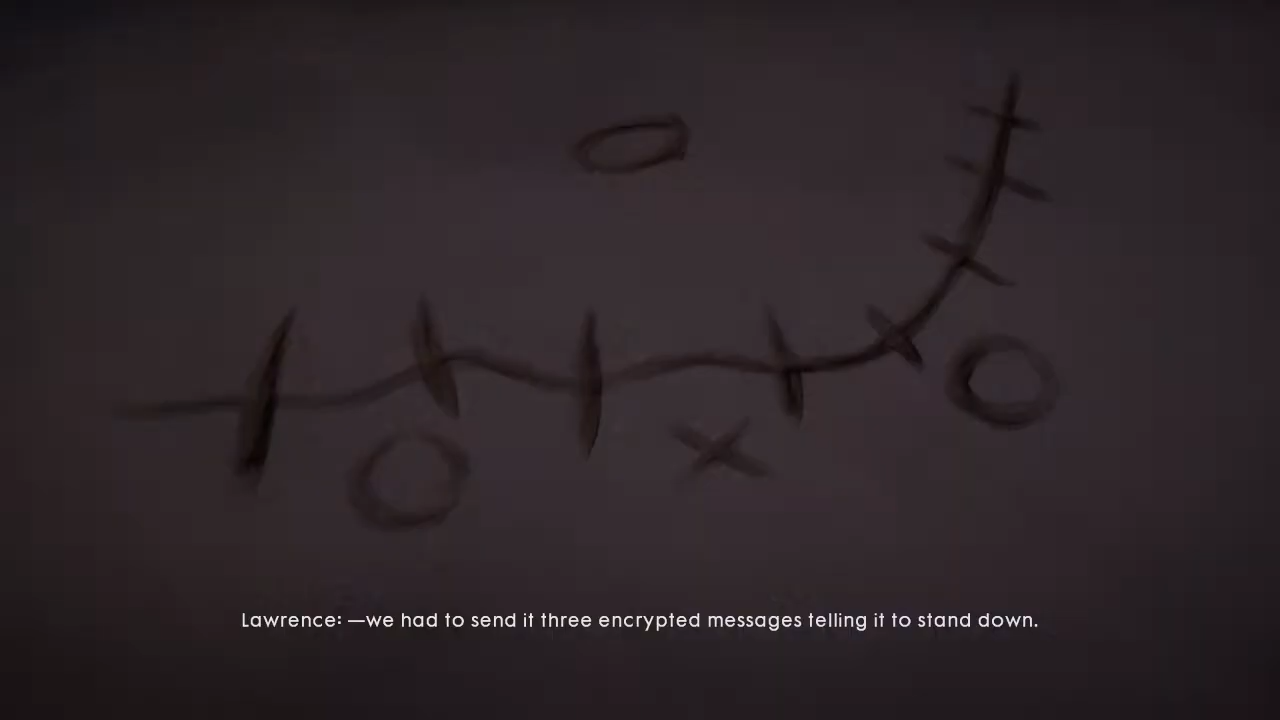 Lawrence: —we had to send it three encrypted messages telling it to stand down.